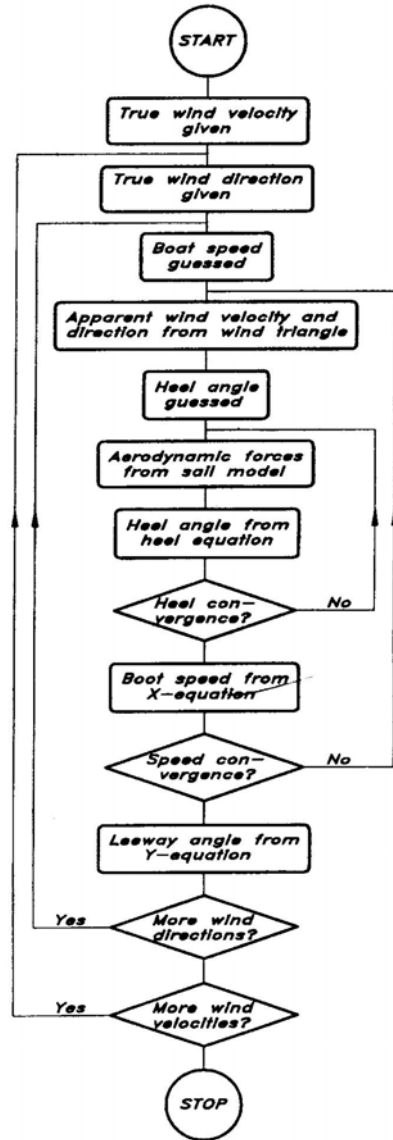 START
True wind velocity
given
True wind direction
given
Boat speed
guessed
Apparent wind velocity and
direction from wind triangle
Heel angle
guessed
Aerodynamic forces
from sail model
Heel angle from
heel equation
Heel con-
vergence?
No
Boot speed from
X-equation
Speed con-
vergence?
No
Leeway angle from
Y-equation
Yes
More wind
directions?
Yes
More wind
velocities?
STOP